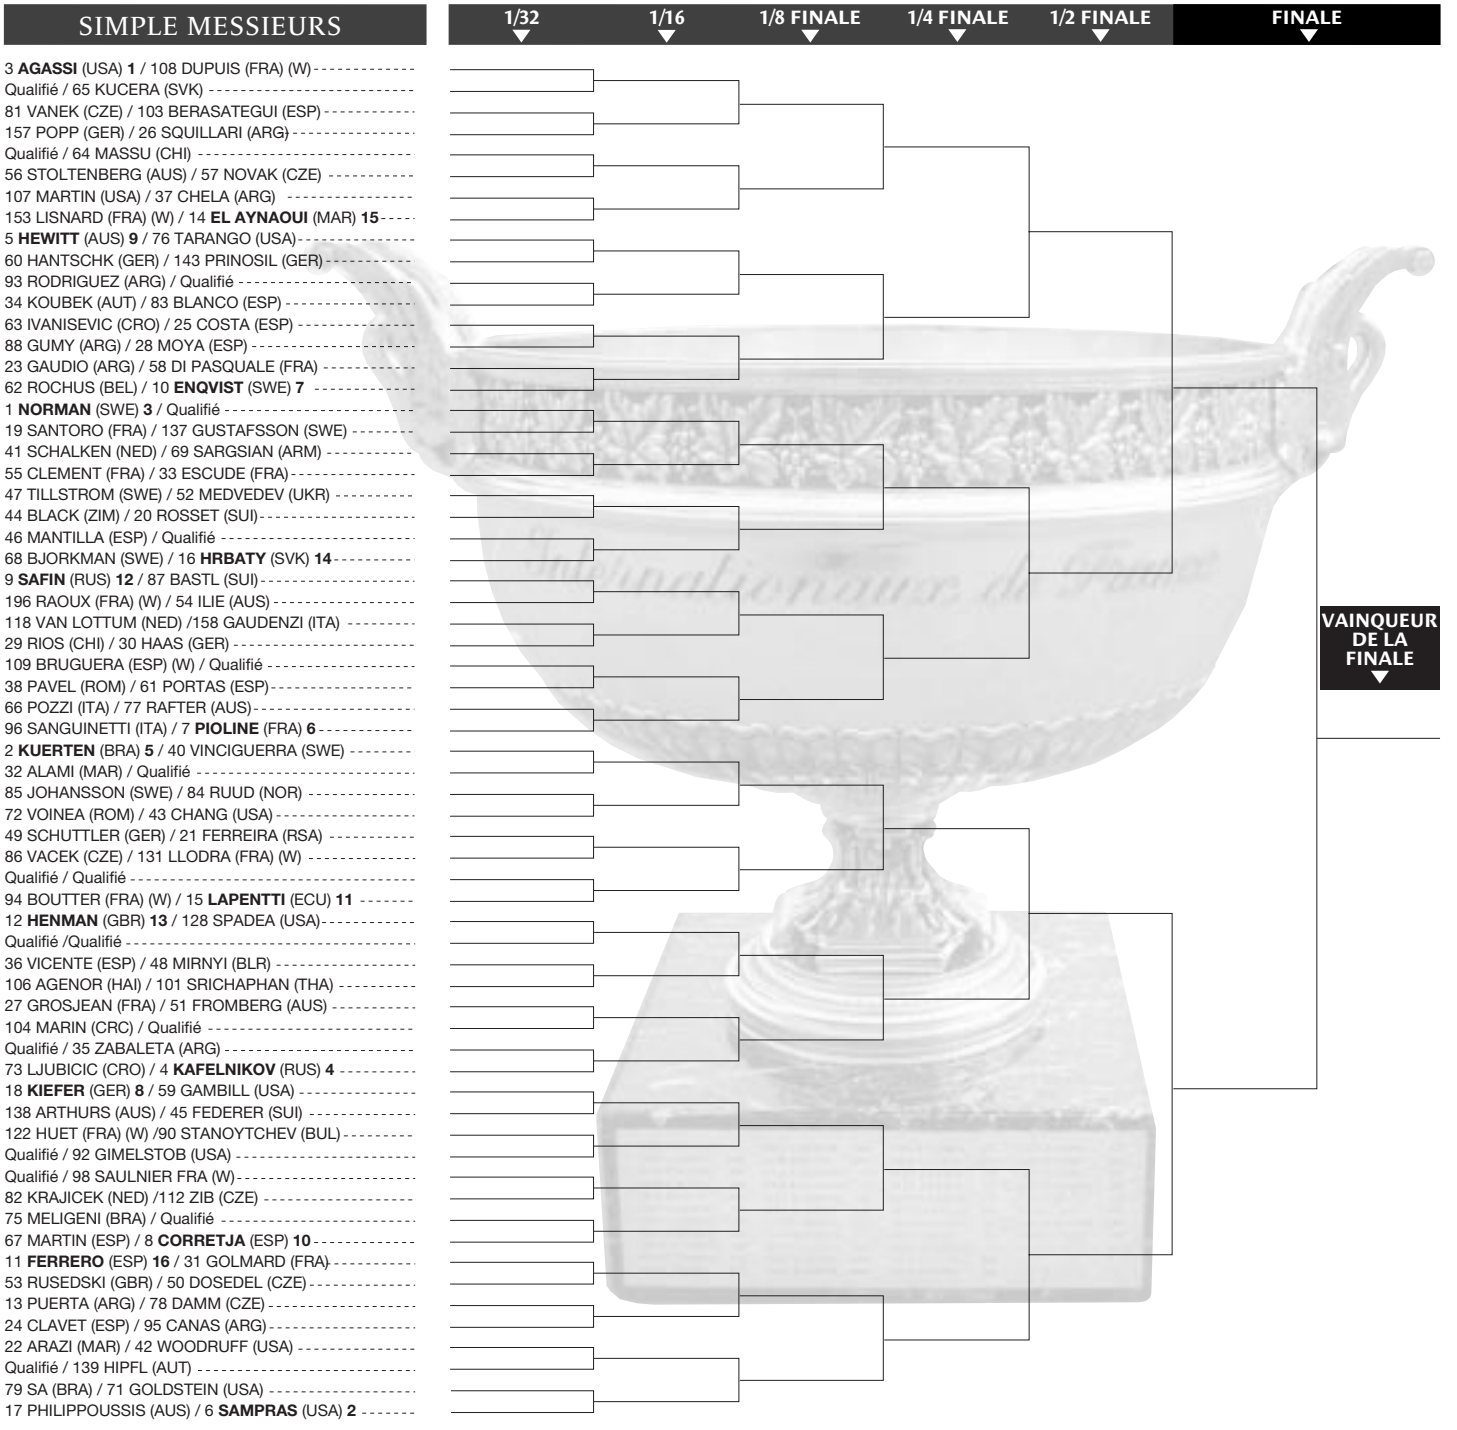 SIMPLE MESSIEURS
1/32 1/16 1/8 FINALE 1/4 FINALE 1/2 FINALE FINALE
3 AGASSI (USA) 1 / 108 DUPUIS (FRA) (W)
Qualifié / 65 KUCERA (SVK)
81 VANEK (CZE) / 103 BERASATEGUI (ESP)
157 POPP (GER) / 26 SQUILLARI (ARG)
Qualifié / 64 MASSU (CHI)
56 STOLTENBERG (AUS) / 57 NOVAK (CZE)
107 MARTIN (USA) / 37 CHELA (ARG)
153 LISNARD (FRA) (W) / 14 EL AYNAOUI (MAR) 15
5 HEWITT (AUS) 9 / 76 TARANGO (USA)
60 HANTSCHK (GER) / 143 PRINOSIL (GER)
93 RODRIGUEZ (ARG) / Qualifié
34 KOUBEK (AUT) / 83 BLANCO (ESP)
63 IVANISEVIC (CRO) / 25 COSTA (ESP)
88 GUMY (ARG) / 28 MOYA (ESP)
23 GAUDIO (ARG) / 58 DI PASQUALE (FRA)
62 ROCHUS (BEL) / 10 ENQVIST (SWE) 7
1 NORMAN (SWE) 3 / Qualifié
19 SANTORO (FRA) / 137 GUSTAFSSON (SWE)
41 SCHALKEN (NED) / 69 SARGSIAN (ARM)
55 CLEMENT (FRA) / 33 ESCUDE (FRA)
47 TILLSTROM (SWE) / 52 MEDVEDEV (UKR)
44 BLACK (ZIM) / 20 ROSSET (SUI)
46 MANTILLA (ESP) / Qualifié
68 BJORKMAN (SWE) / 16 HRBATY (SVK) 14
9 SAFIN (RUS) 12 / 87 BASTL (SUI)
196 RAOUX (FRA) (W) / 54 ILIE (AUS)
118 VAN LOTTUM (NED) /158 GAUDENZI (ITA)
29 RIOS (CHI) / 30 HAAS (GER)
109 BRUGUERA (ESP) (W) / Qualifié
38 PAVEL (ROM) / 61 PORTAS (ESP)
66 POZZI (ITA) / 77 RAFTER (AUS)
96 SANGUINETTI (ITA) / 7 PIOLINE (FRA) 6
2 KUERTEN (BRA) 5 / 40 VINCIGUERRA (SWE)
32 ALAMI (MAR) / Qualifié
85 JOHANSSON (SWE) / 84 RUUD (NOR)
72 VOINEA (ROM) / 43 CHANG (USA)
49 SCHUTTLER (GER) / 21 FERREIRA (RSA)
86 VACEK (CZE) / 131 LLODRA (FRA) (W)
Qualifié / Qualifié
94 BOUTTER (FRA) (W) / 15 LAPENTTI (ECU) 11
12 HENMAN (GBR) 13 / 128 SPADEA (USA)
Qualifié /Qualifié
36 VICENTE (ESP) / 48 MIRNYI (BLR)
106 AGENOR (HAI) / 101 SRICHAPHAN (THA)
27 GROSJEAN (FRA) / 51 FROMBERG (AUS)
104 MARIN (CRC) / Qualifié
Qualifié / 35 ZABALETA (ARG)
73 LJUBICIC (CRO) / 4 KAFELNIKOV (RUS) 4
18 KIEFER (GER) 8 / 59 GAMBILL (USA)
138 ARTHURS (AUS) / 45 FEDERER (SUI)
122 HUET (FRA) (W) /90 STANOYTCHEV (BUL)
Qualifié / 92 GIMELSTOB (USA)
Qualifié / 98 SAULNIER FRA (W)
82 KRAJICEK (NED) /112 ZIB (CZE)
75 MELIGENI (BRA) / Qualifié
67 MARTIN (ESP) / 8 CORRETJA (ESP) 10
11 FERRERO (ESP) 16 / 31 GOLMARD (FRA)
53 RUSEDSKI (GBR) / 50 DOSEDEL (CZE)
13 PUERTA (ARG) / 78 DAMM (CZE)
24 CLAVET (ESP) / 95 CANAS (ARG)
22 ARAZI (MAR) / 42 WOODRUFF (USA)
Qualifié / 139 HIPFL (AUT)
79 SA (BRA) / 71 GOLDSTEIN (USA)
17 PHILIPPOUSSIS (AUS) / 6 SAMPRAS (USA) 2
Internationaux de France
VAINQUEUR
DE LA
FINALE